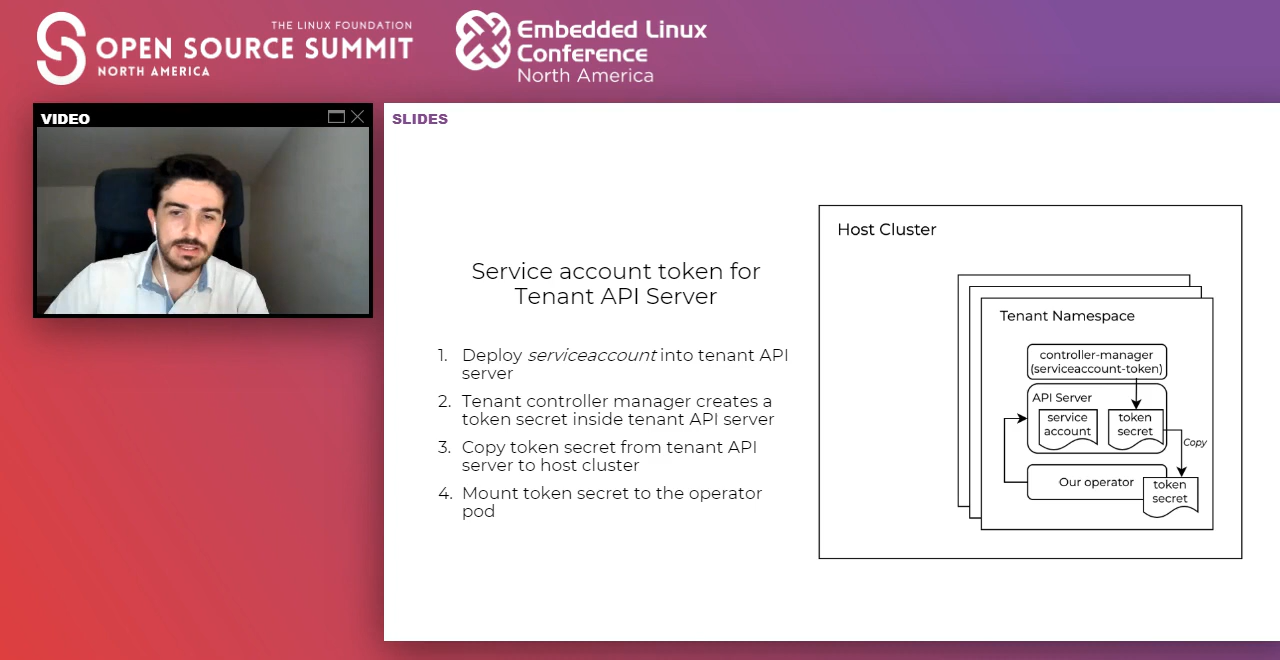 THE LINUX FOUNDATION
OPEN SOURCE SUMMIT
NORTH AMERICA
Embedded Linux
Conference
North America
VIDEO
SLIDES
Service account token for
Tenant API Server
1. Deploy serviceaccount into tenant API
server
2. Tenant controller manager creates a
token secret inside tenant API server
3. Copy token secret from tenant API
server to host cluster
4. Mount token secret to the operator
pod
Host Cluster
Tenant Namespace
controller-manager
(serviceaccount-token)
API Server
service
account
token
secret
Copy
Our operator
token
secret